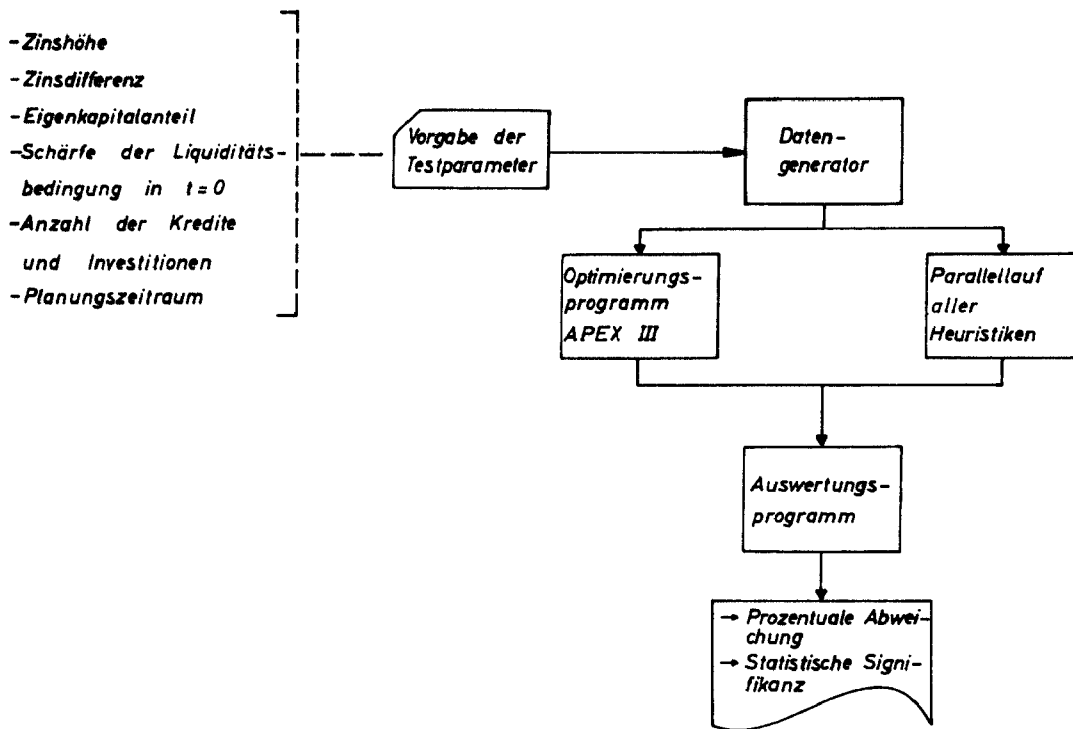 -Zinshöhe
-Zinsdifferenz
-Eigenkapitalanteil
-Schärfe der Liquiditäts-
bedingung in t=0
-Anzahl der Kredite
und Investitionen
-Planungszeitraum
Vorgabe der
Testparameter
Daten-
generator
Optimierungs-
programm
APEX III
Parallellauf
aller
Heuristiken
Auswertungs-
programm
→ Prozentuale Abwei-
chung
→ Statistische Signi-
fikanz